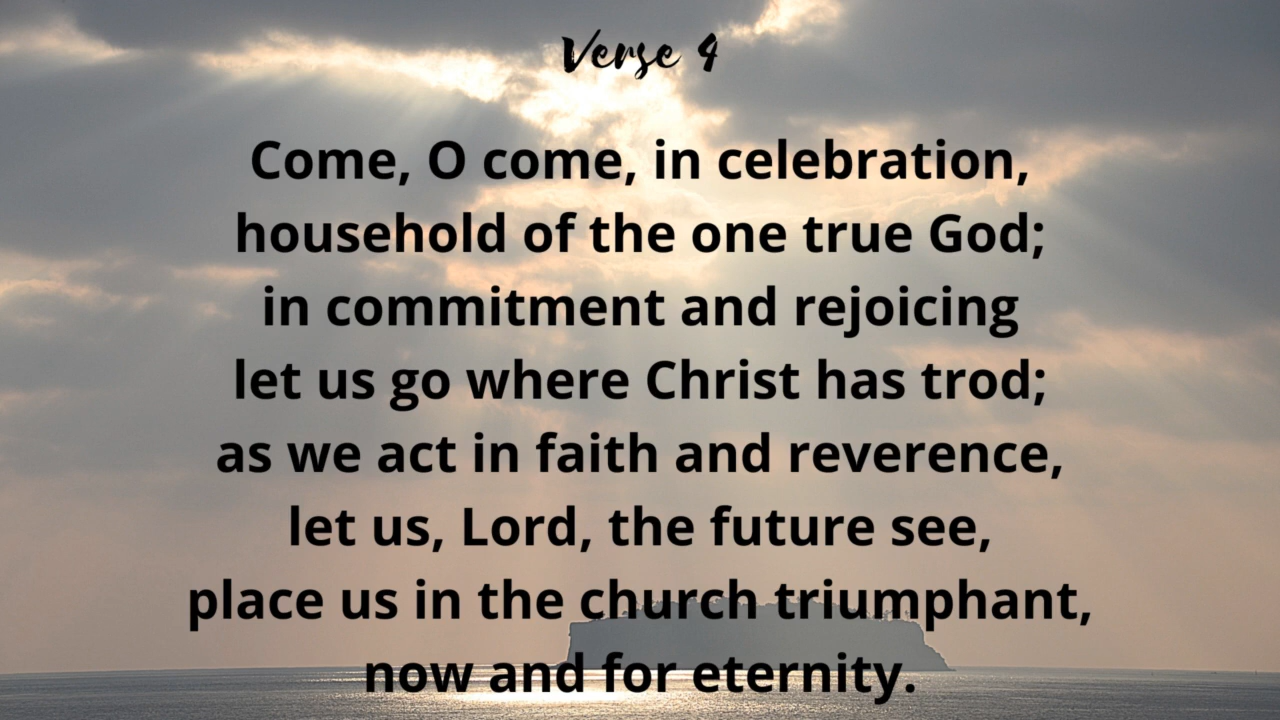 Verse 4
Come, O come, in celebration,
household of the one true God;
in commitment and rejoicing
let us go where Christ has trod;
as we act in faith and reverence,
let us, Lord, the future see,
place us in the church triumphant,
now and for eternity.